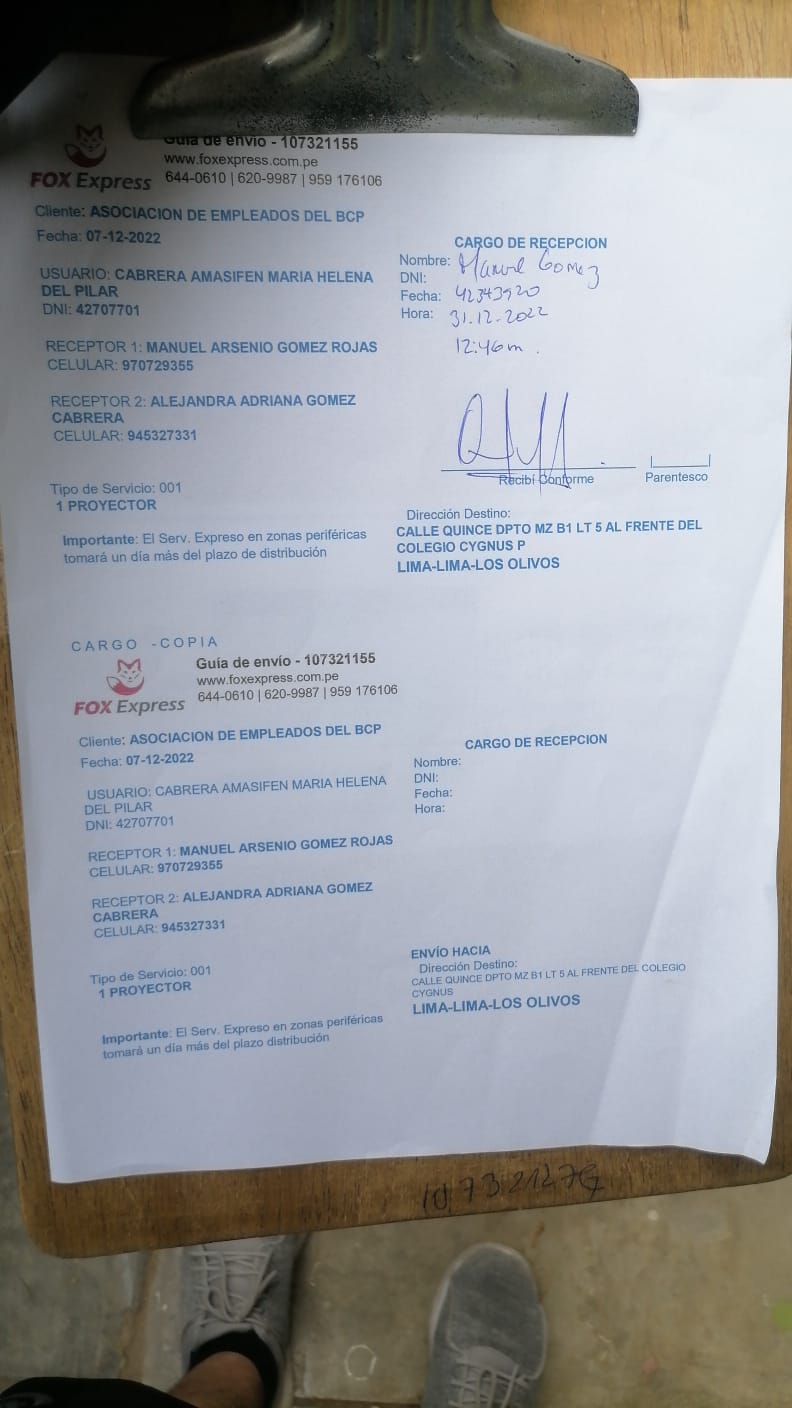 Guía de envío - 107321155
www.foxexpress.com.pe
644-0610 | 620-9987 | 959 176106
FOX Express
Cliente: ASOCIACION DE EMPLEADOS DEL BCP
Fecha: 07-12-2022
USUARIO: CABRERA AMASIFEN MARIA HELENA
DEL PILAR
DNI: 42707701
RECEPTOR 1: MANUEL ARSENIO GOMEZ ROJAS
CELULAR: 970729355
RECEPTOR 2: ALEJANDRA ADRIANA GOMEZ
CABRERA
CELULAR: 945327331
Tipo de Servicio: 001
1 PROYECTOR
Importante: El Serv. Expreso en zonas periféricas
tomará un día más del plazo de distribución
CARGO DE RECEPCION
Nombre: Manuel Gomez
DNI:
Fecha: 42343920
Hora: 31.12.2022
12:46m.
Recibí Conforme
Parentesco
Dirección Destino:
CALLE QUINCE DPTO MZ B1 LT 5 AL FRENTE DEL
COLEGIO CYGNUS P
LIMA-LIMA-LOS OLIVOS
CARGO -COPIA
Guía de envío - 107321155
www.foxexpress.com.pe
644-0610 | 620-9987 | 959 176106
FOX Express
Cliente: ASOCIACION DE EMPLEADOS DEL BCP
Fecha: 07-12-2022
USUARIO: CABRERA AMASIFEN MARIA HELENA
DEL PILAR
DNI: 42707701
RECEPTOR 1: MANUEL ARSENIO GOMEZ ROJAS
CELULAR: 970729355
RECEPTOR 2: ALEJANDRA ADRIANA GOMEZ
CABRERA
CELULAR: 945327331
Tipo de Servicio: 001
1 PROYECTOR
Importante: El Serv. Expreso en zonas periféricas
tomará un día más del plazo distribución
CARGO DE RECEPCION
Nombre:
DNI:
Fecha:
Hora:
ENVÍO HACIA
Dirección Destino:
CALLE QUINCE DPTO MZ B1 LT 5 AL FRENTE DEL COLEGIO
CYGNUS
LIMA-LIMA-LOS OLIVOS